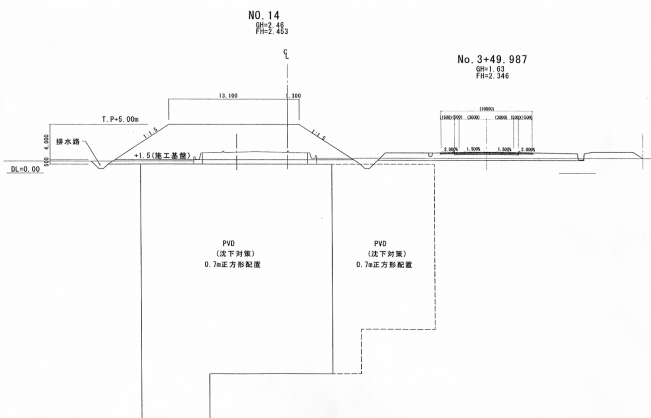 NO.14
GH=2.46
FH=2.453
No.3+49.987
GH=1.63
FH=2.346
13,100
1,300
(10000)
(1500)
(3000)
(3000)
T.P+5.00m
1:1.5
1:1.5
4,000
排水路
+1.5(施工基盤)
2.000%
1.500%
1.500%
2.000%
DL=0.00
PVD
(沈下対策)
0.7m正方形配置
PVD
(沈下対策)
0.7m正方形配置